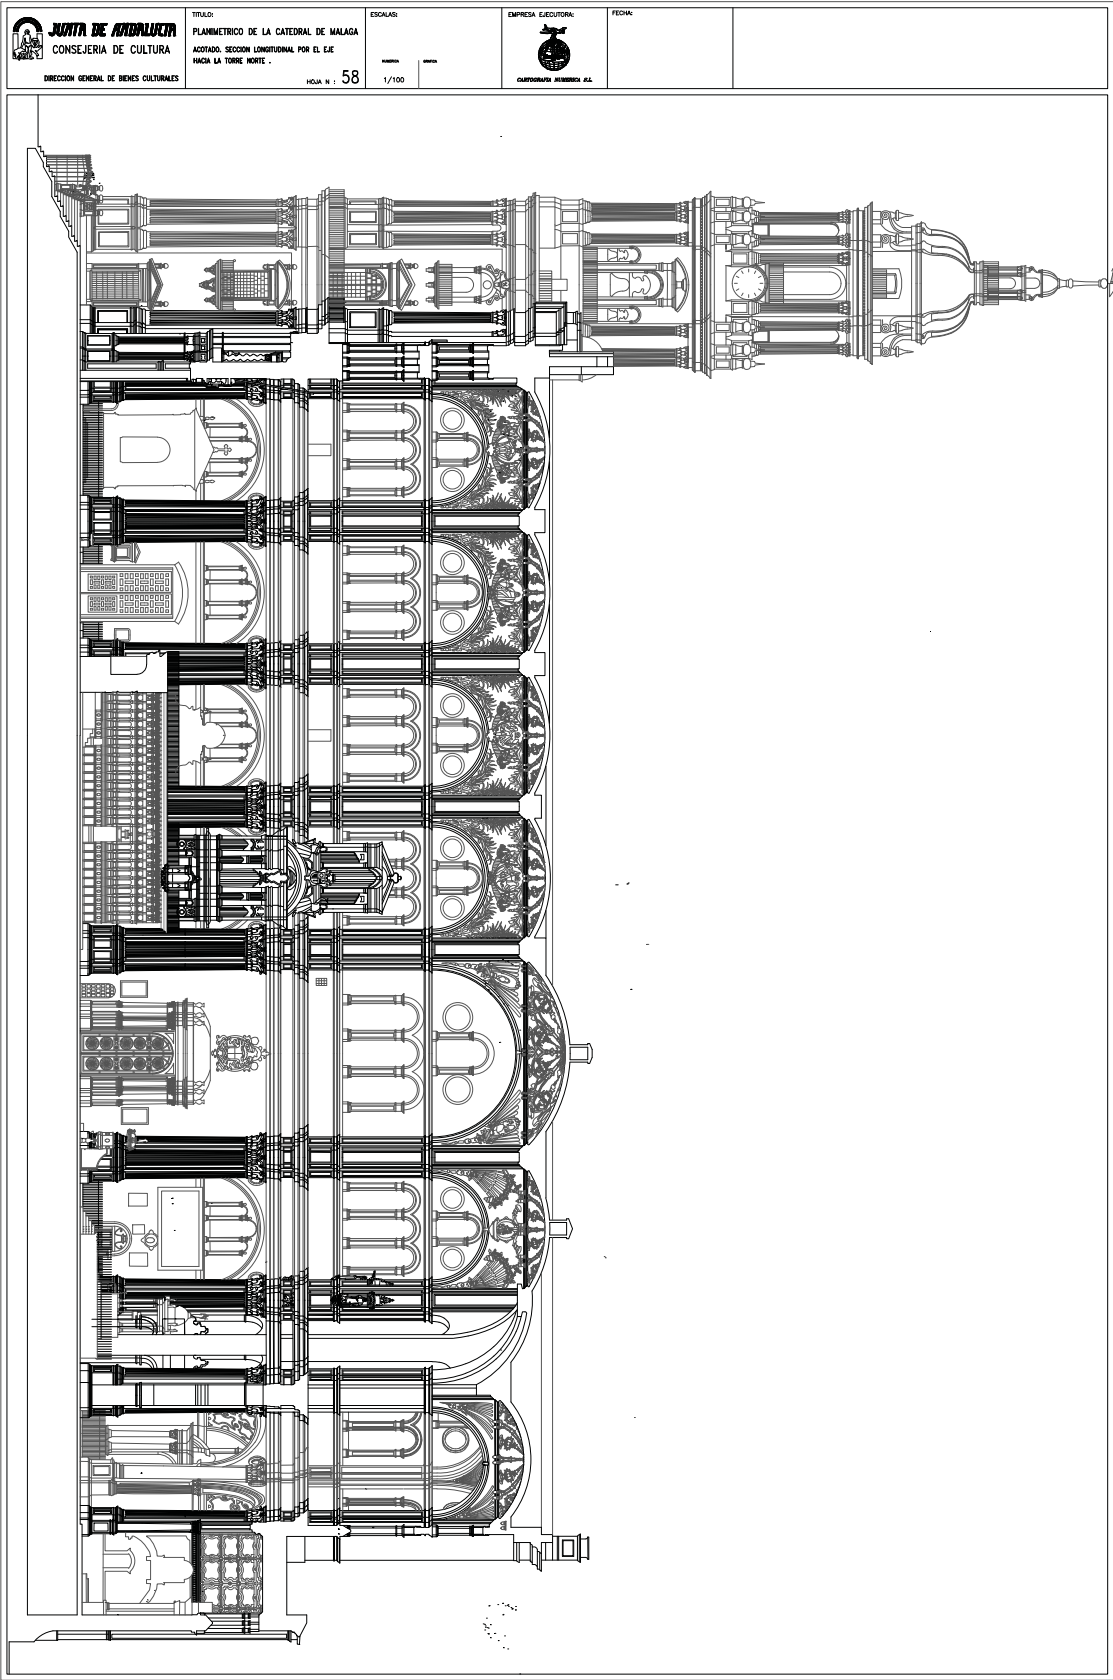 JUNTA DE ANDALUCIA
CONSEJERIA DE CULTURA
DIRECCION GENERAL DE BIENES CULTURALES
TITULO:
PLANIMETRICO DE LA CATEDRAL DE MALAGA
ACOTADO. SECCION LONGITUDINAL POR EL EJE
HACIA LA TORRE NORTE .
HOJA N : 58
ESCALAS:
NUMERICA GRAFICA
1/100
EMPRESA EJECUTORA:
CARTOGRAFIA NUMERICA S.L.
FECHA: